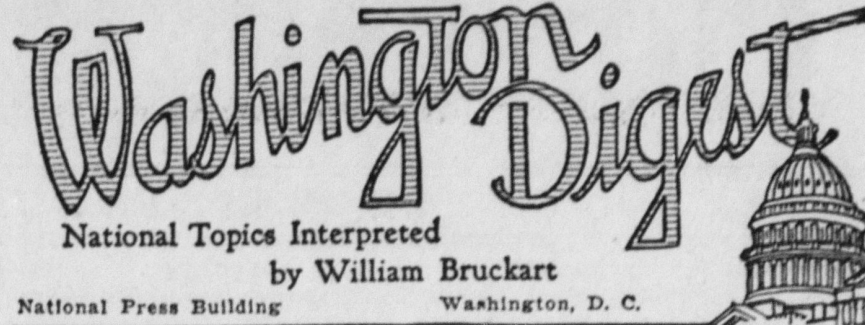 Washington
Digest
National Topics Interpreted
by William Bruckart
National Press Building Washington, D. C.